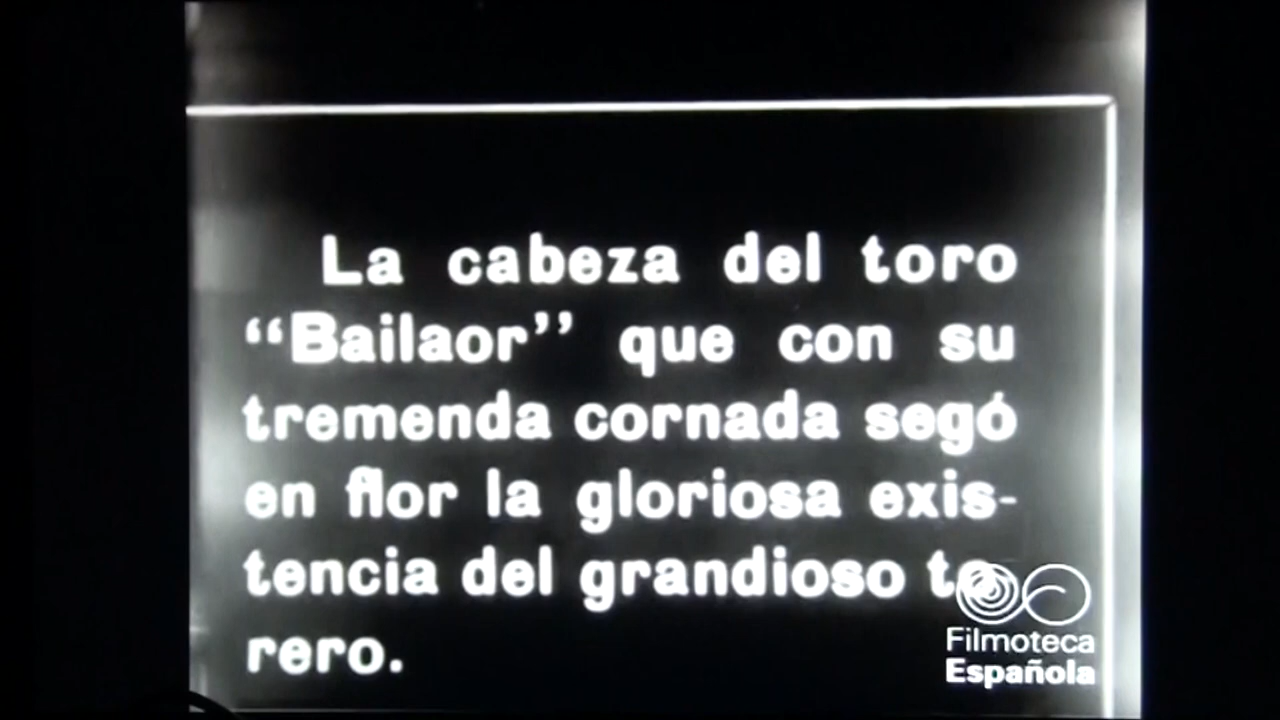 La cabeza del toro
“Bailaor” que con su
tremenda cornada segó
en flor la gloriosa exis-
tencia del grandioso to
rero.
Filmoteca
Española